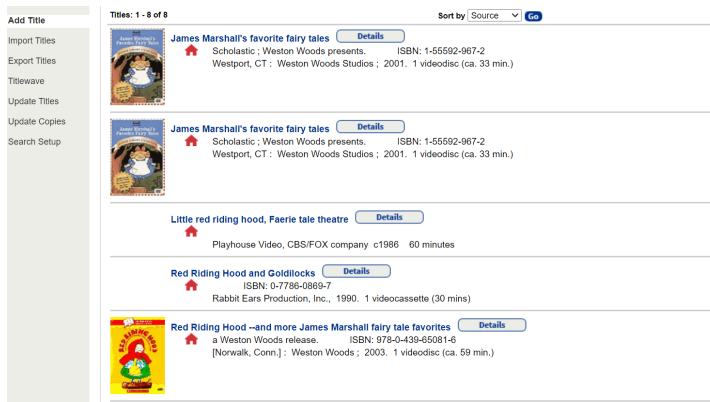 Add Title
Import Titles
Export Titles
Titlewave
Update Titles
Update Copies
Search Setup
Titles: 1 - 8 of 8
Sort by Source Go
James Marshall's favorite fairy tales Details
Scholastic ; Weston Woods presents. ISBN: 1-55592-967-2
Westport, CT : Weston Woods Studios ; 2001. 1 videodisc (ca. 33 min.)
James Marshall's favorite fairy tales Details
Scholastic ; Weston Woods presents. ISBN: 1-55592-967-2
Westport, CT : Weston Woods Studios ; 2001. 1 videodisc (ca. 33 min.)
Little red riding hood, Faerie tale theatre Details
Playhouse Video, CBS/FOX company c1986 60 minutes
Red Riding Hood and Goldilocks Details
ISBN: 0-7786-0869-7
Rabbit Ears Production, Inc., 1990. 1 videocassette (30 mins)
RED RIDING HOOD
Red Riding Hood --and more James Marshall fairy tale favorites Details
a Weston Woods release. ISBN: 978-0-439-65081-6
[Norwalk, Conn.] : Weston Woods ; 2003. 1 videodisc (ca. 59 min.)